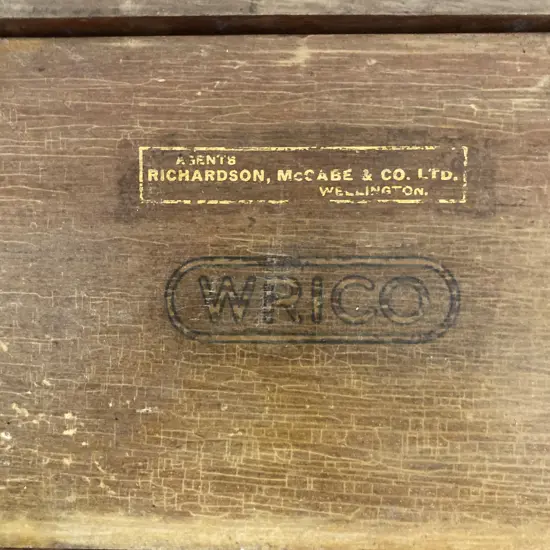 AGENTS
RICHARDSON, McCABE & CO. LTD.
WELLINGTON.
WRICO